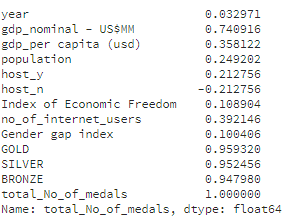 year 0.032971
gdp_nominal - US$MM 0.740916
gdp_per capita (usd) 0.358122
population 0.249202
host_y 0.212756
host_n -0.212756
Index of Economic Freedom 0.108904
no_of_internet_users 0.392146
Gender gap index 0.100406
GOLD 0.959320
SILVER 0.952456
BRONZE 0.947980
total_No_of_medals 1.000000
Name: total_No_of_medals, dtype: float64